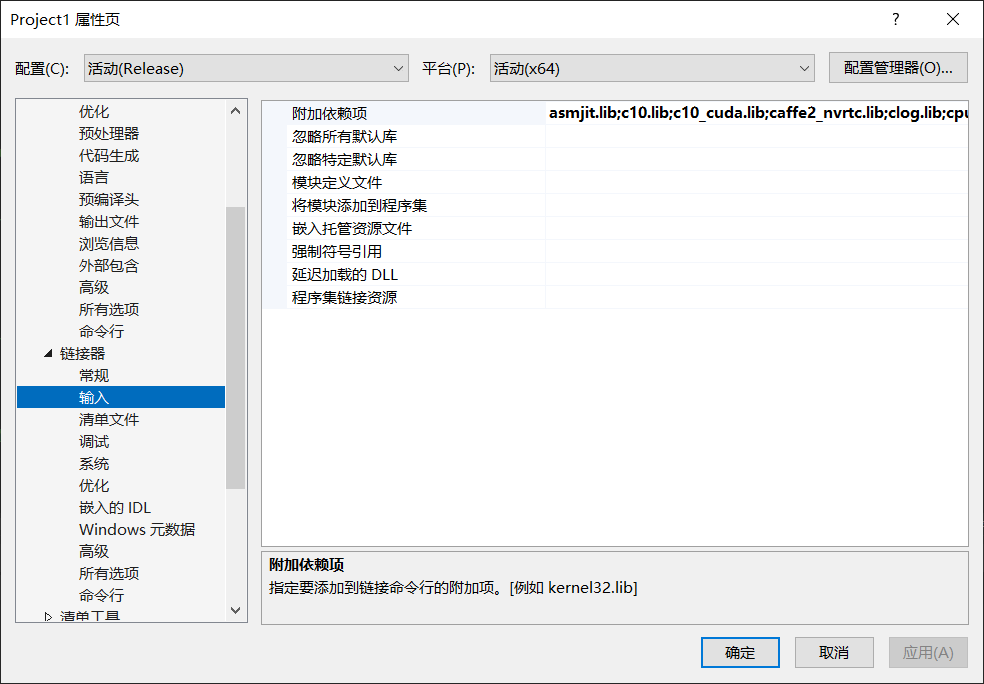 Project1 属性页
?
配置(C):
活动(Release)
平台(P):
活动(x64)
配置管理器(O)...
优化
预处理器
代码生成
语言
预编译头
输出文件
浏览信息
外部包含
高级
所有选项
命令行
链接器
常规
输入
清单文件
调试
系统
优化
嵌入的 IDL
Windows 元数据
高级
所有选项
命令行
清单工具
附加依赖项 asmjit.lib;c10.lib;c10_cuda.lib;caffe2_nvrtc.lib;clog.lib;cpu
忽略所有默认库
忽略特定默认库
模块定义文件
将模块添加到程序集
嵌入托管资源文件
强制符号引用
延迟加载的 DLL
程序集链接资源
附加依赖项
指定要添加到链接命令行的附加项。[例如 kernel32.lib]
确定
取消
应用(A)